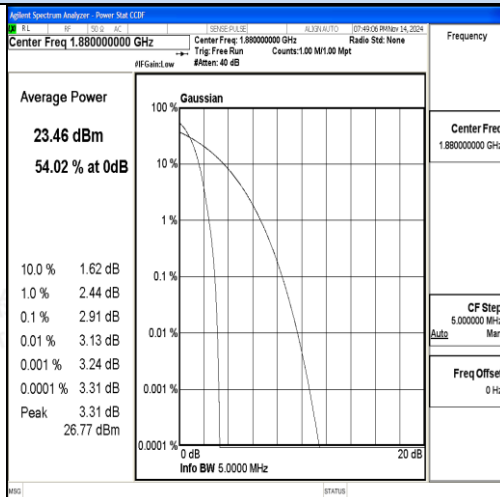 Agilent Spectrum Analyzer - Power Stat CCDF
RL RF 50 Ω AC SENSE:PULSE ALIGN AUTO 07:49:06 PM Nov 14, 2024
Center Freq 1.880000000 GHz
Center Freq: 1.880000000 GHz
Radio Std: None
Trig: Free Run
Counts:1.00 M/1.00 Mpt
#IFGain:Low
#Atten: 40 dB
Frequency
Average Power
23.46 dBm
54.02 % at 0dB
10.0 % 1.62 dB
1.0 % 2.44 dB
0.1 % 2.91 dB
0.01 % 3.13 dB
0.001 % 3.24 dB
0.0001 % 3.31 dB
Peak 3.31 dB
26.77 dBm
Gaussian
100 %
10 %
1 %
0.1 %
0.01 %
0.001 %
0.0001 %
0 dB
20 dB
Info BW 5.0000 MHz
Center Freq
1.880000000 GHz
CF Step
5.000000 MHz
Auto Man
Freq Offset
0 Hz
MSG
STATUS